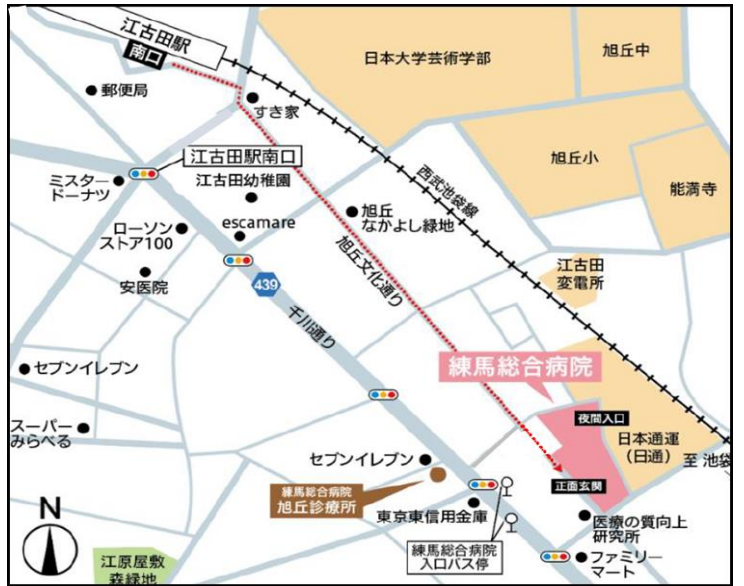 江古田駅
南口
日本大学芸術学部
旭丘中
郵便局
すき家
江古田駅南口
旭丘小
能満寺
西武池袋線
ミスター
ドーナツ
江古田幼稚園
ローソン
ストア100
escamare
旭丘
なかよし緑地
旭丘文化通り
安医院
439
千川通り
江古田
変電所
練馬総合病院
セブンイレブン
夜間入口
スーパー
みらべる
日本通運
(日通)
至 池袋
セブンイレブン
練馬総合病院
旭丘診療所
正面玄関
東京東信用金庫
医療の質向上
研究所
N
練馬総合病院
入口バス停
ファミリー
マート
江原屋敷
森緑地